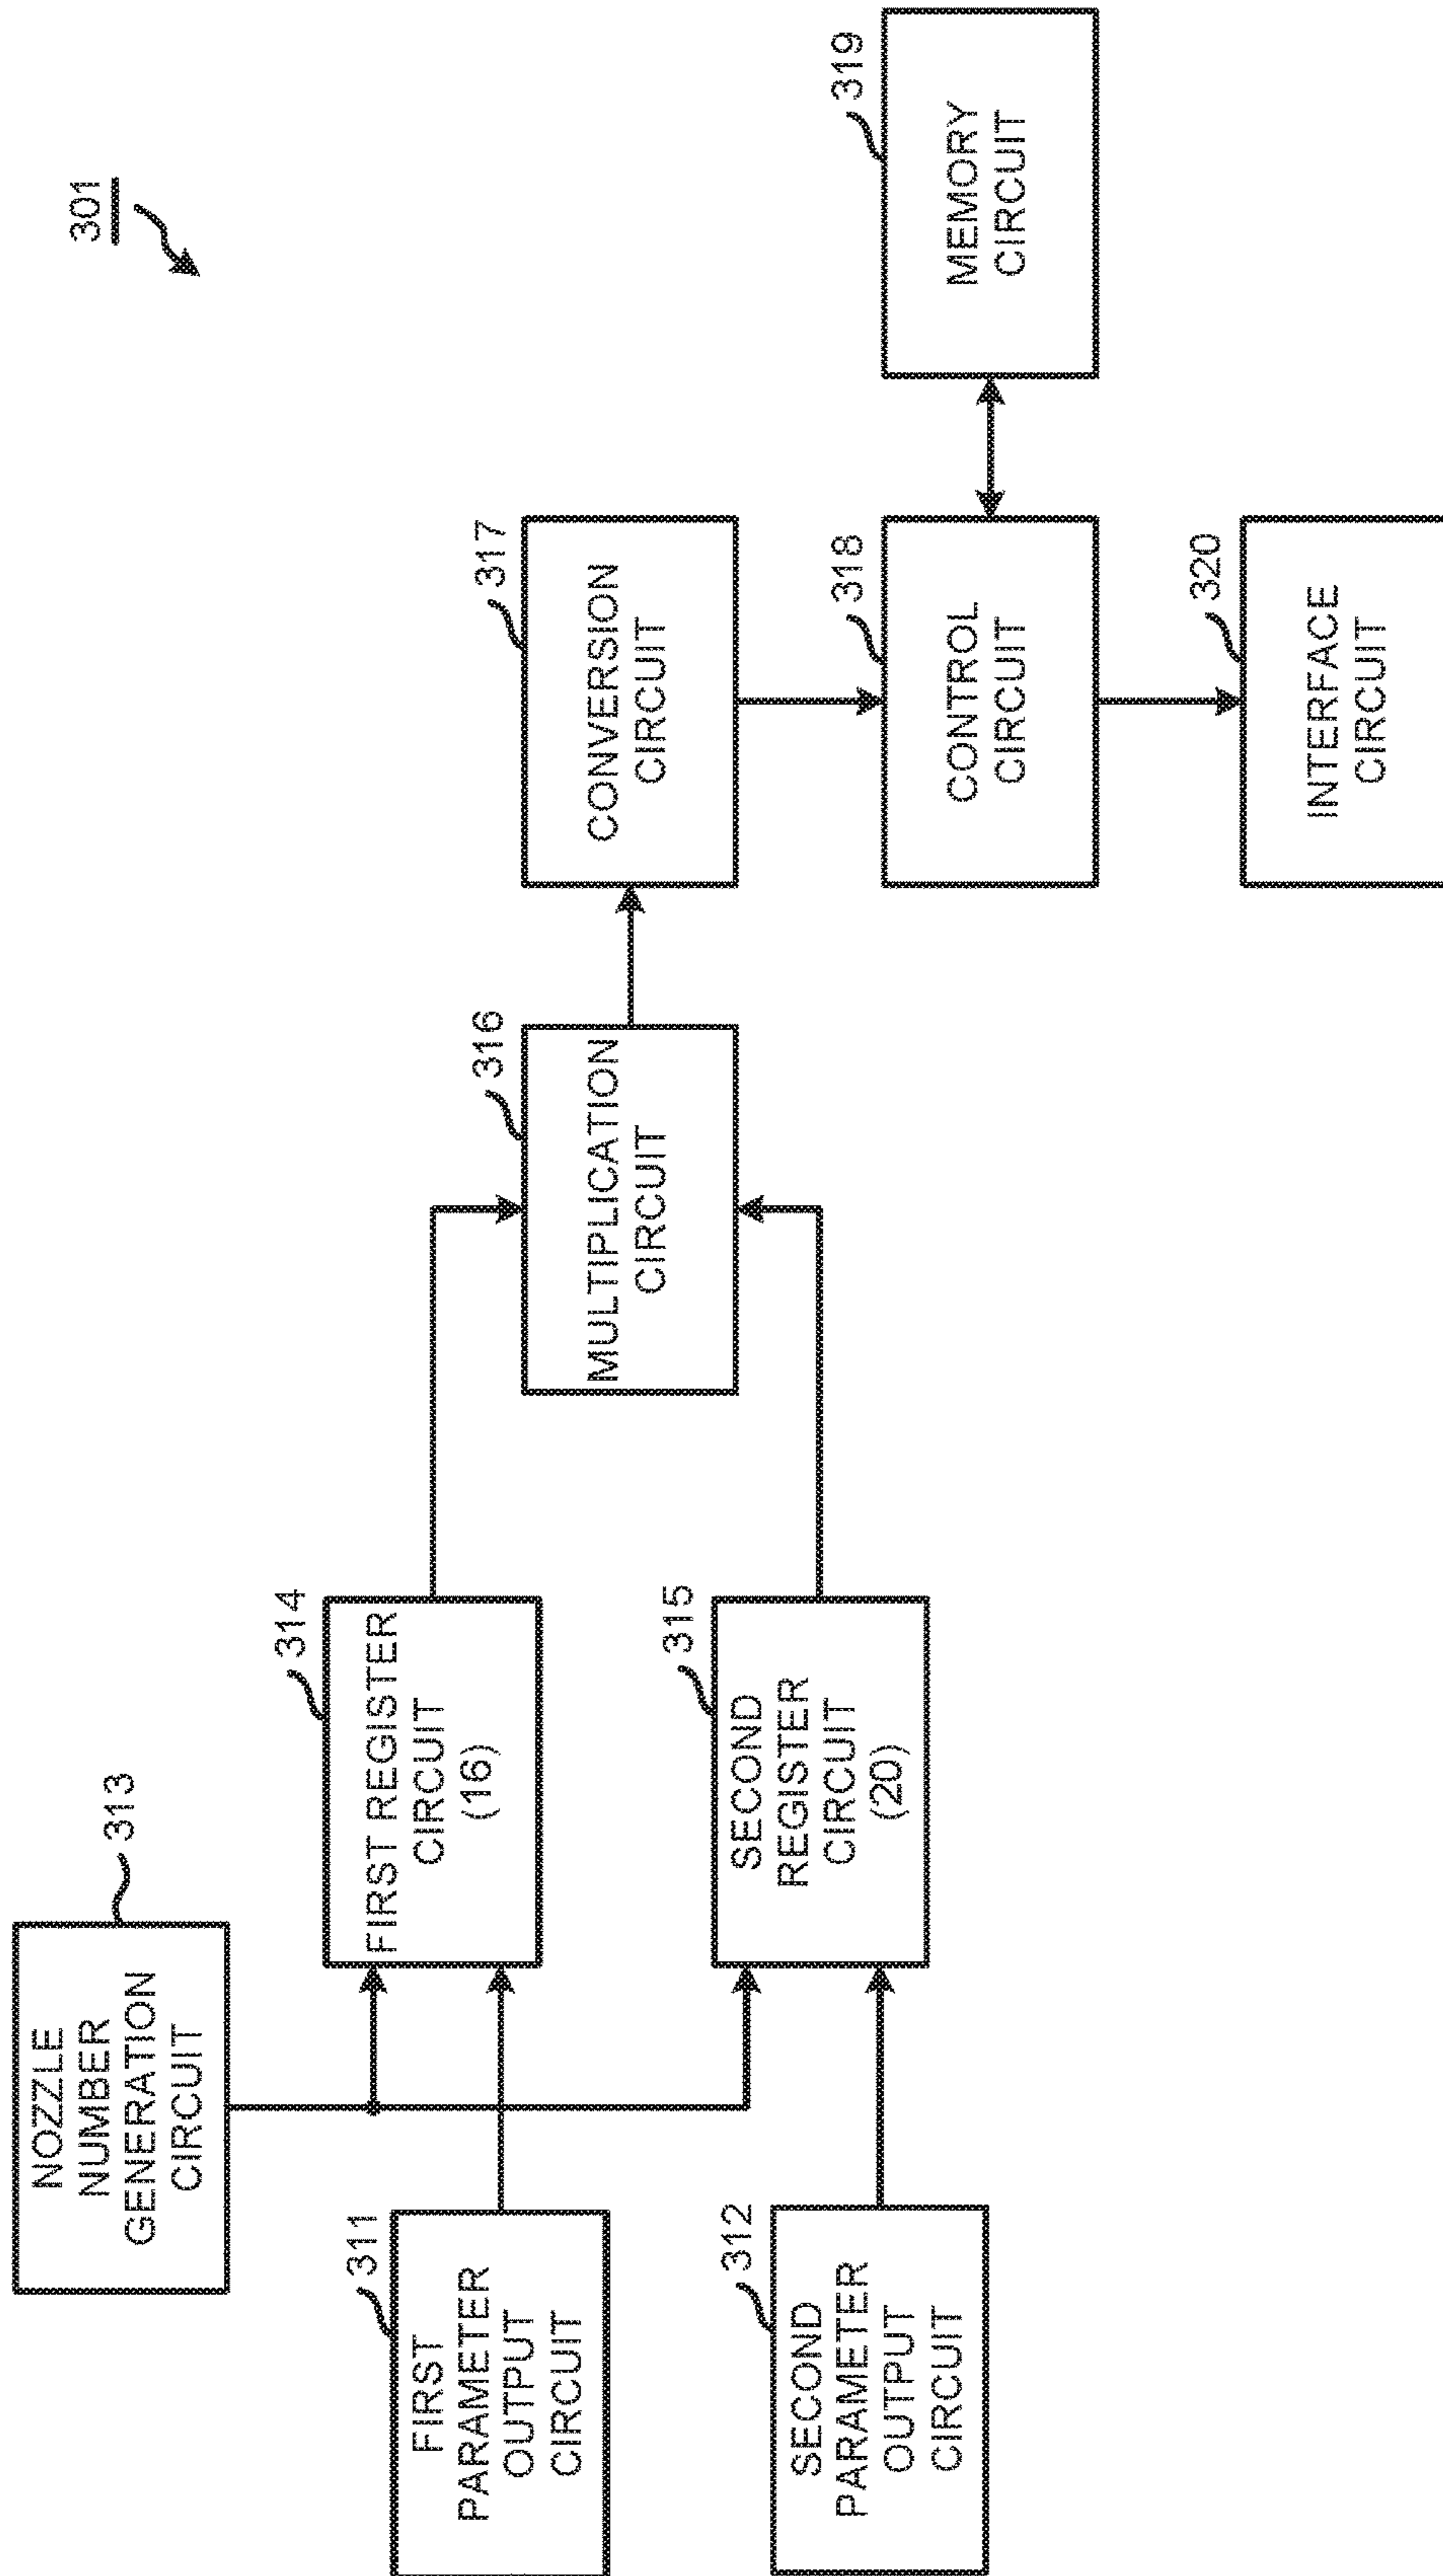 301
NOZZLE
NUMBER
GENERATION
CIRCUIT
313
FIRST
PARAMETER
OUTPUT
CIRCUIT
311
FIRST REGISTER
CIRCUIT
(16)
314
SECOND
PARAMETER
OUTPUT
CIRCUIT
312
SECOND
REGISTER
CIRCUIT
(20)
315
MULTIPLICATION
CIRCUIT
316
CONVERSION
CIRCUIT
317
CONTROL
CIRCUIT
318
MEMORY
CIRCUIT
319
INTERFACE
CIRCUIT
320